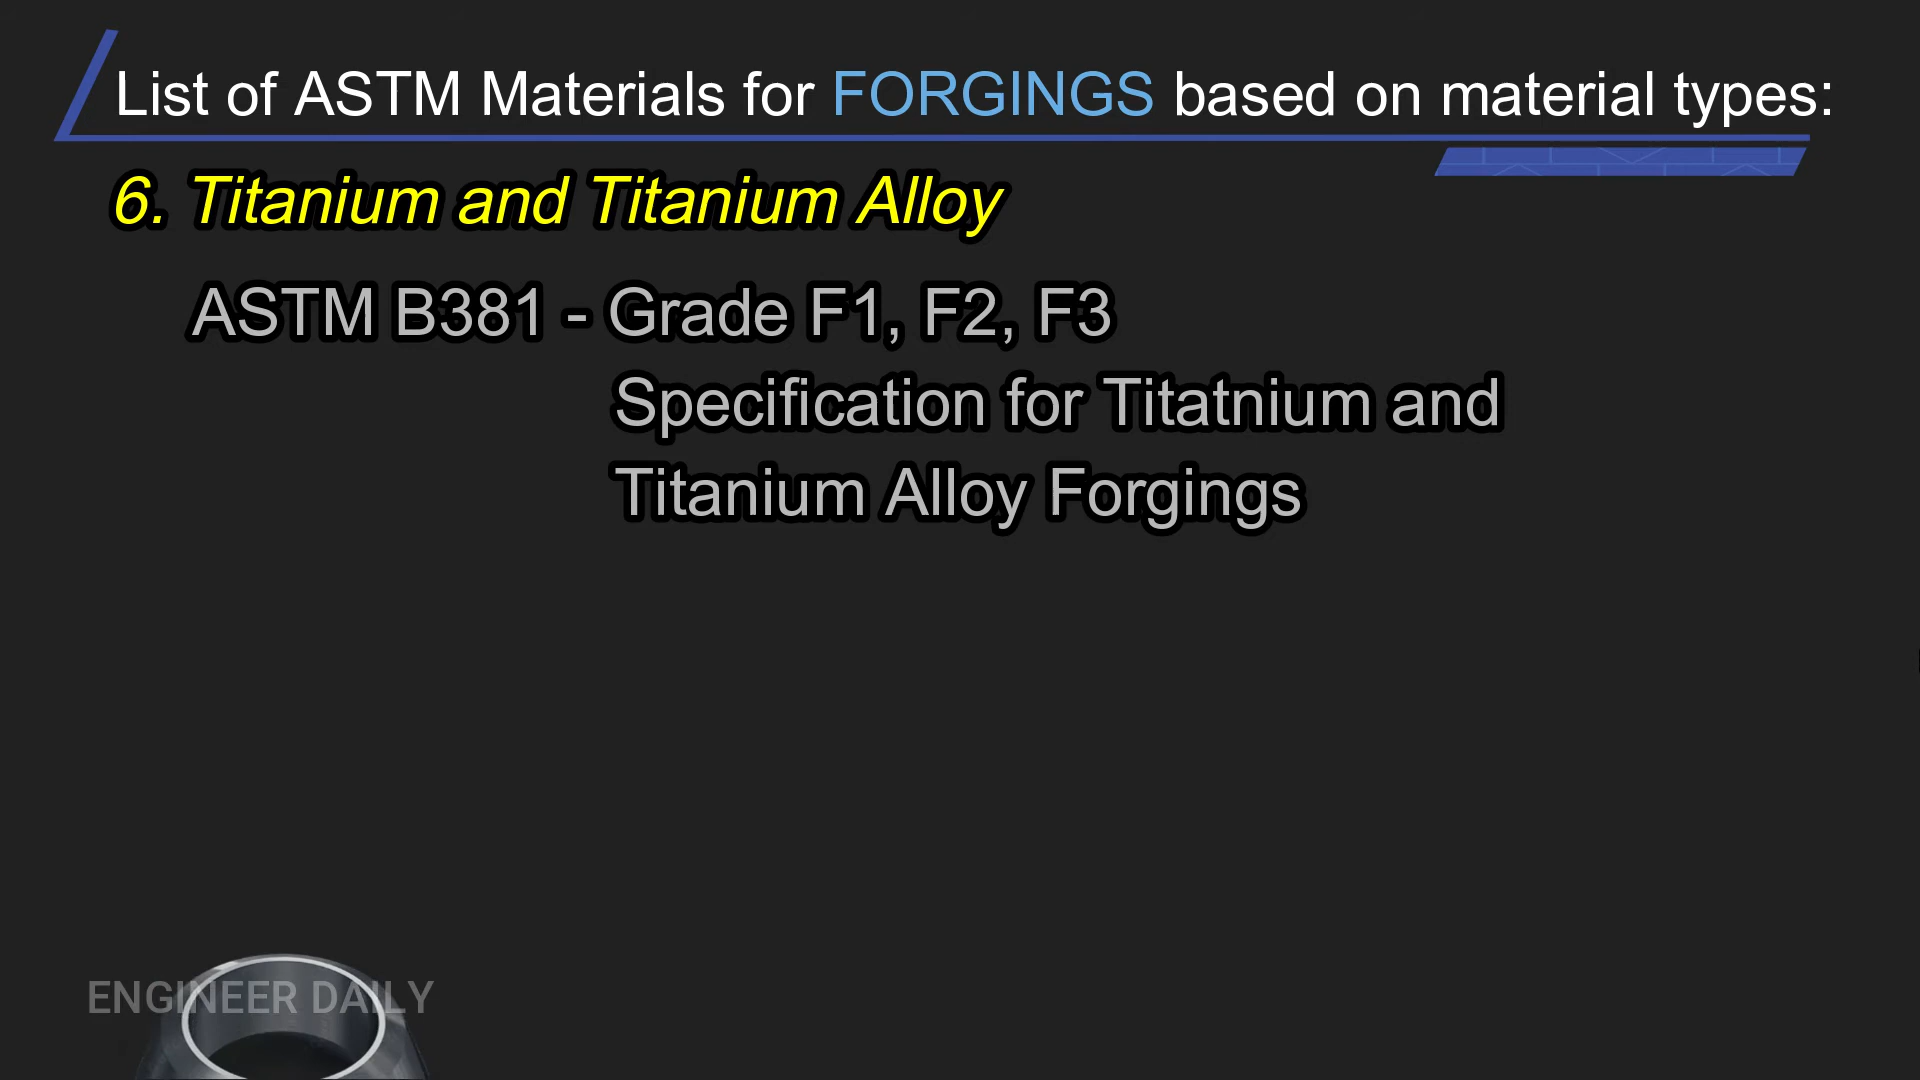 List of ASTM Materials for FORGINGS based on material types:
6. Titanium and Titanium Alloy
ASTM B381 - Grade F1, F2, F3
Specification for Titatnium and
Titanium Alloy Forgings
ENGINEER DAILY